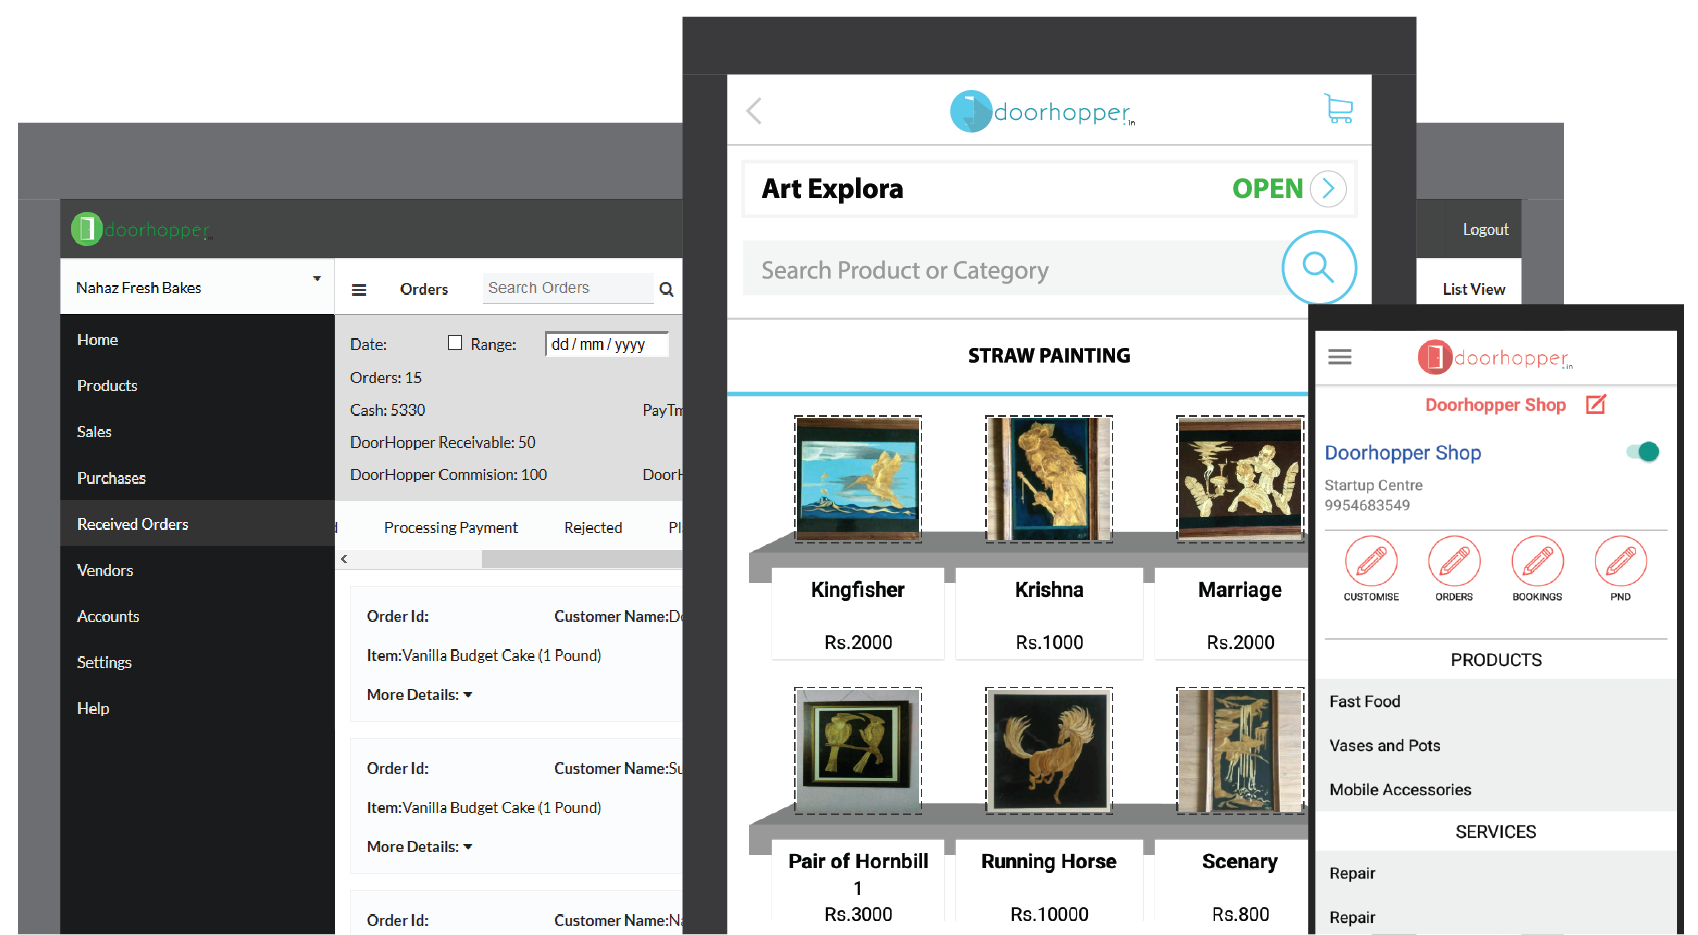 doorhopper.in
Logout
Nahaz Fresh Bakes
Orders
Search Orders
List View
Home
Products
Sales
Purchases
Received Orders
Vendors
Accounts
Settings
Help
Date:
Range:
dd / mm / yyyy
Orders: 15
Cash: 5330
DoorHopper Receivable: 50
DoorHopper Commision: 100
Processing Payment
Rejected
Order Id:
Customer Name:
Item:Vanilla Budget Cake (1 Pound)
More Details:
Order Id:
Customer Name:
Item:Vanilla Budget Cake (1 Pound)
More Details:
Order Id:
Customer Name:
doorhopper.in
Art Explora
OPEN
Search Product or Category
STRAW PAINTING
Kingfisher
Rs.2000
Krishna
Rs.1000
Marriage
Rs.2000
Pair of Hornbill
1
Rs.3000
Running Horse
Rs.10000
Scenary
Rs.800
doorhopper.in
Doorhopper Shop
Doorhopper Shop
Startup Centre
9954683549
CUSTOMISE
ORDERS
BOOKINGS
PND
PRODUCTS
Fast Food
Vases and Pots
Mobile Accessories
SERVICES
Repair
Repair